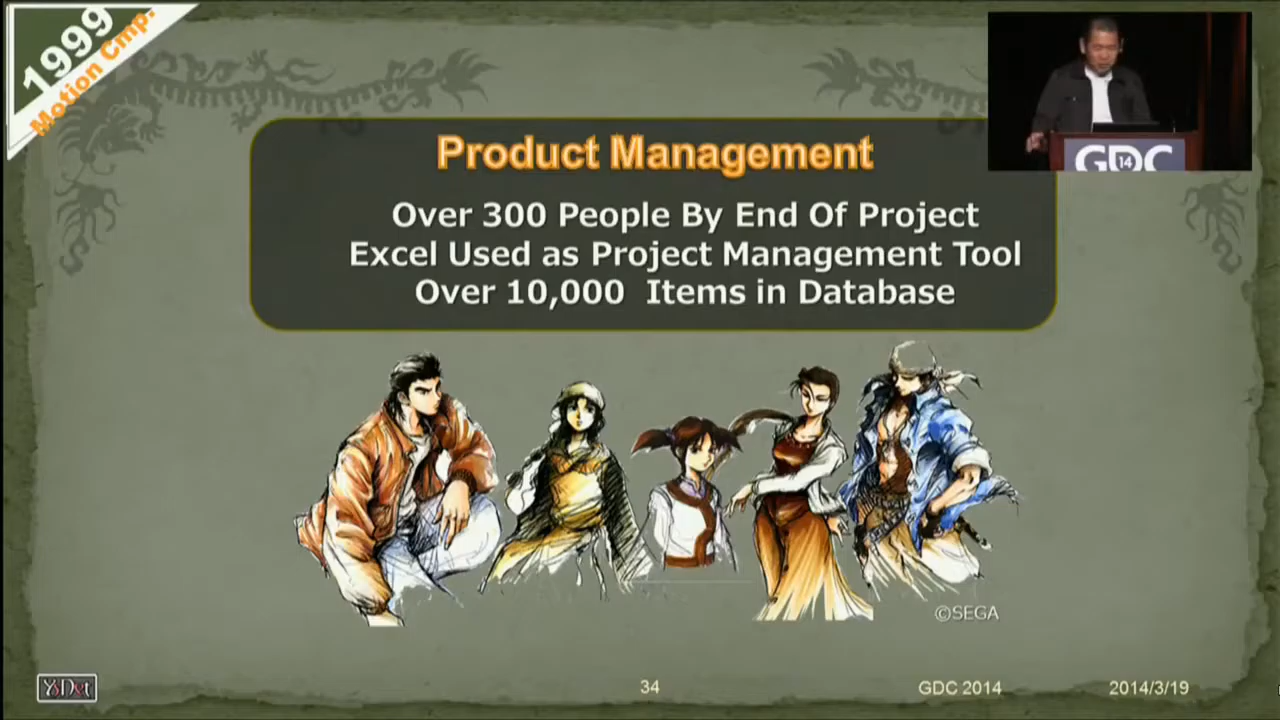 1999
Motion Cmp.
GDC
14
Product Management
Over 300 People By End Of Project
Excel Used as Project Management Tool
Over 10,000 Items in Database
©SEGA
YsNet
34
GDC 2014
2014/3/19